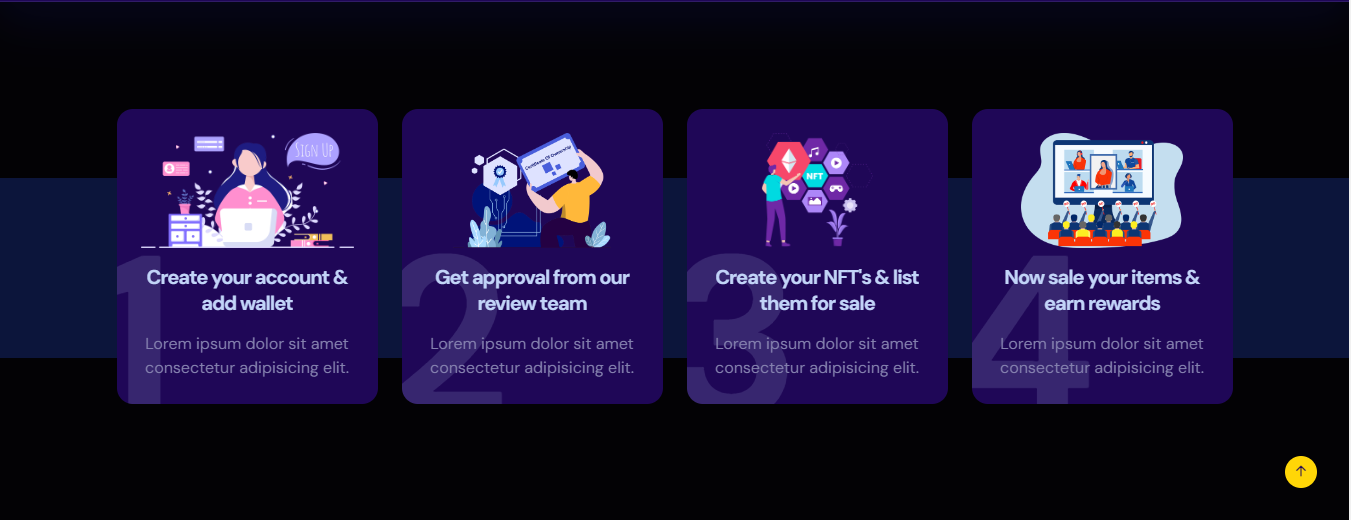 SIGN UP
Certificate Of Ownership
NFT
1
Create your account &
add wallet
Lorem ipsum dolor sit amet
consectetur adipisicing elit.
2
Get approval from our
review team
Lorem ipsum dolor sit amet
consectetur adipisicing elit.
3
Create your NFT's & list
them for sale
Lorem ipsum dolor sit amet
consectetur adipisicing elit.
4
Now sale your items &
earn rewards
Lorem ipsum dolor sit amet
consectetur adipisicing elit.